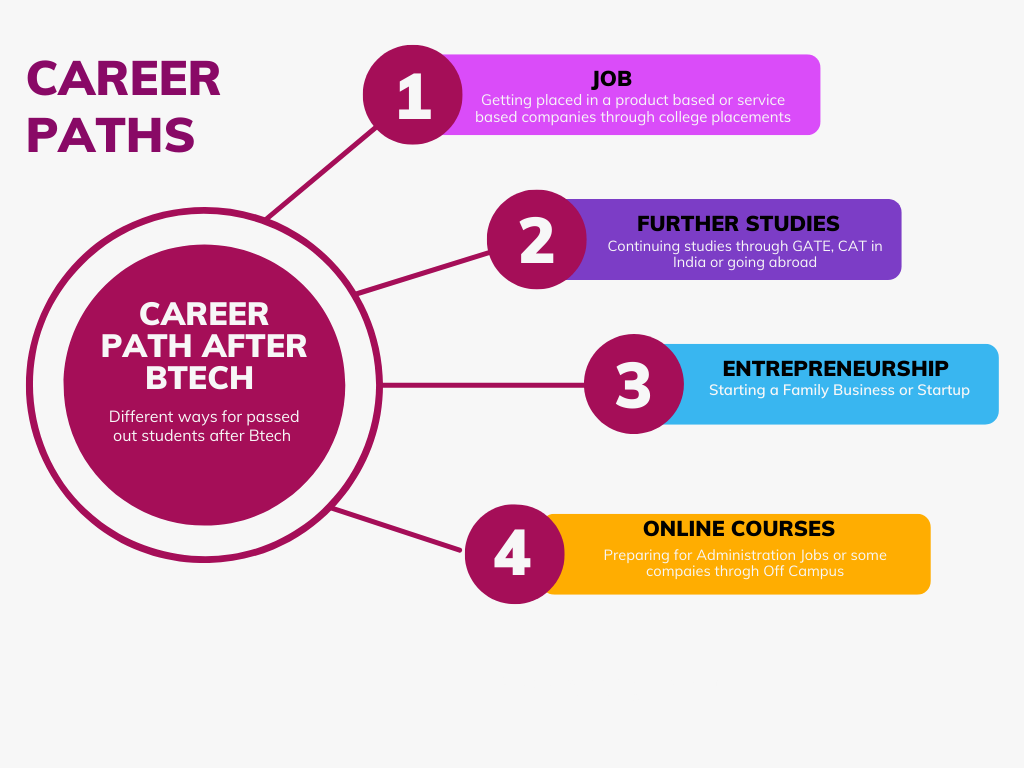 CAREER
PATHS
1
JOB
Getting placed in a product based or service
based companies through college placements
2
FURTHER STUDIES
Continuing studies through GATE, CAT in
India or going abroad
CAREER
PATH AFTER
BTECH
Different ways for passed
out students after Btech
3
ENTREPRENEURSHIP
Starting a Family Business or Startup
4
ONLINE COURSES
Preparing for Administration Jobs or some
compaies throgh Off Campus